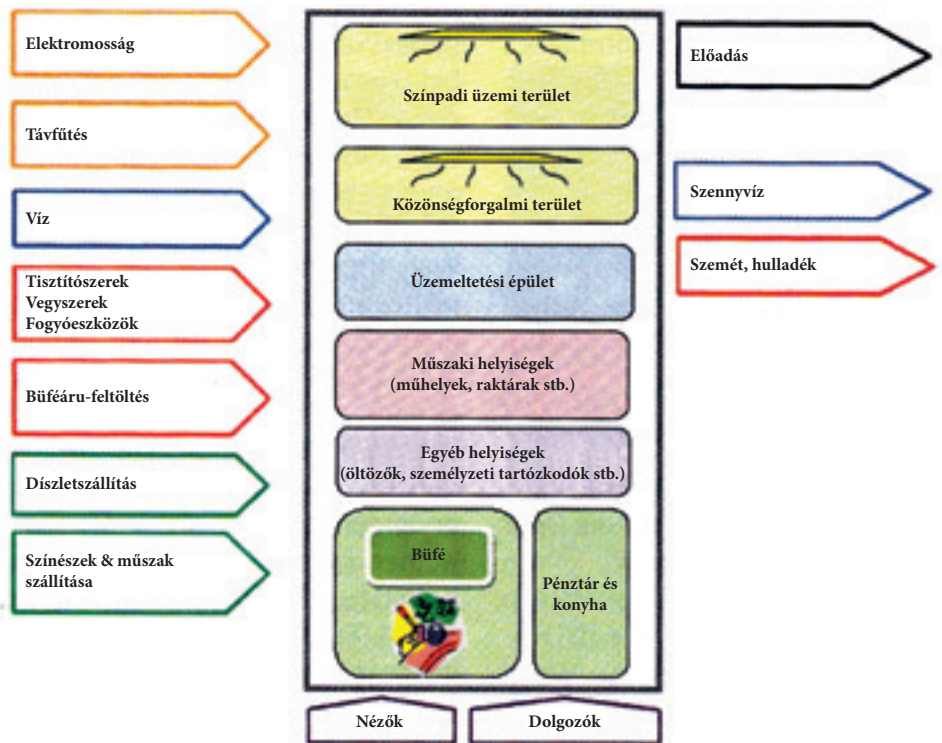 Elektromosság
Távfűtés
Víz
Tisztítószerek
Vegyszerek
Fogyóeszközök
Büféáru-feltöltés
Díszletszállítás
Színészek & műszak
szállítása
Színpadi üzemi terület
Közönségforgalmi terület
Üzemeltetési épület
Műszaki helyiségek
(műhelyek, raktárak stb.)
Egyéb helyiségek
(öltözők, személyzeti tartózkodók stb.)
Büfé
Pénztár és
konyha
Előadás
Szennyvíz
Szemét, hulladék
Nézők
Dolgozók